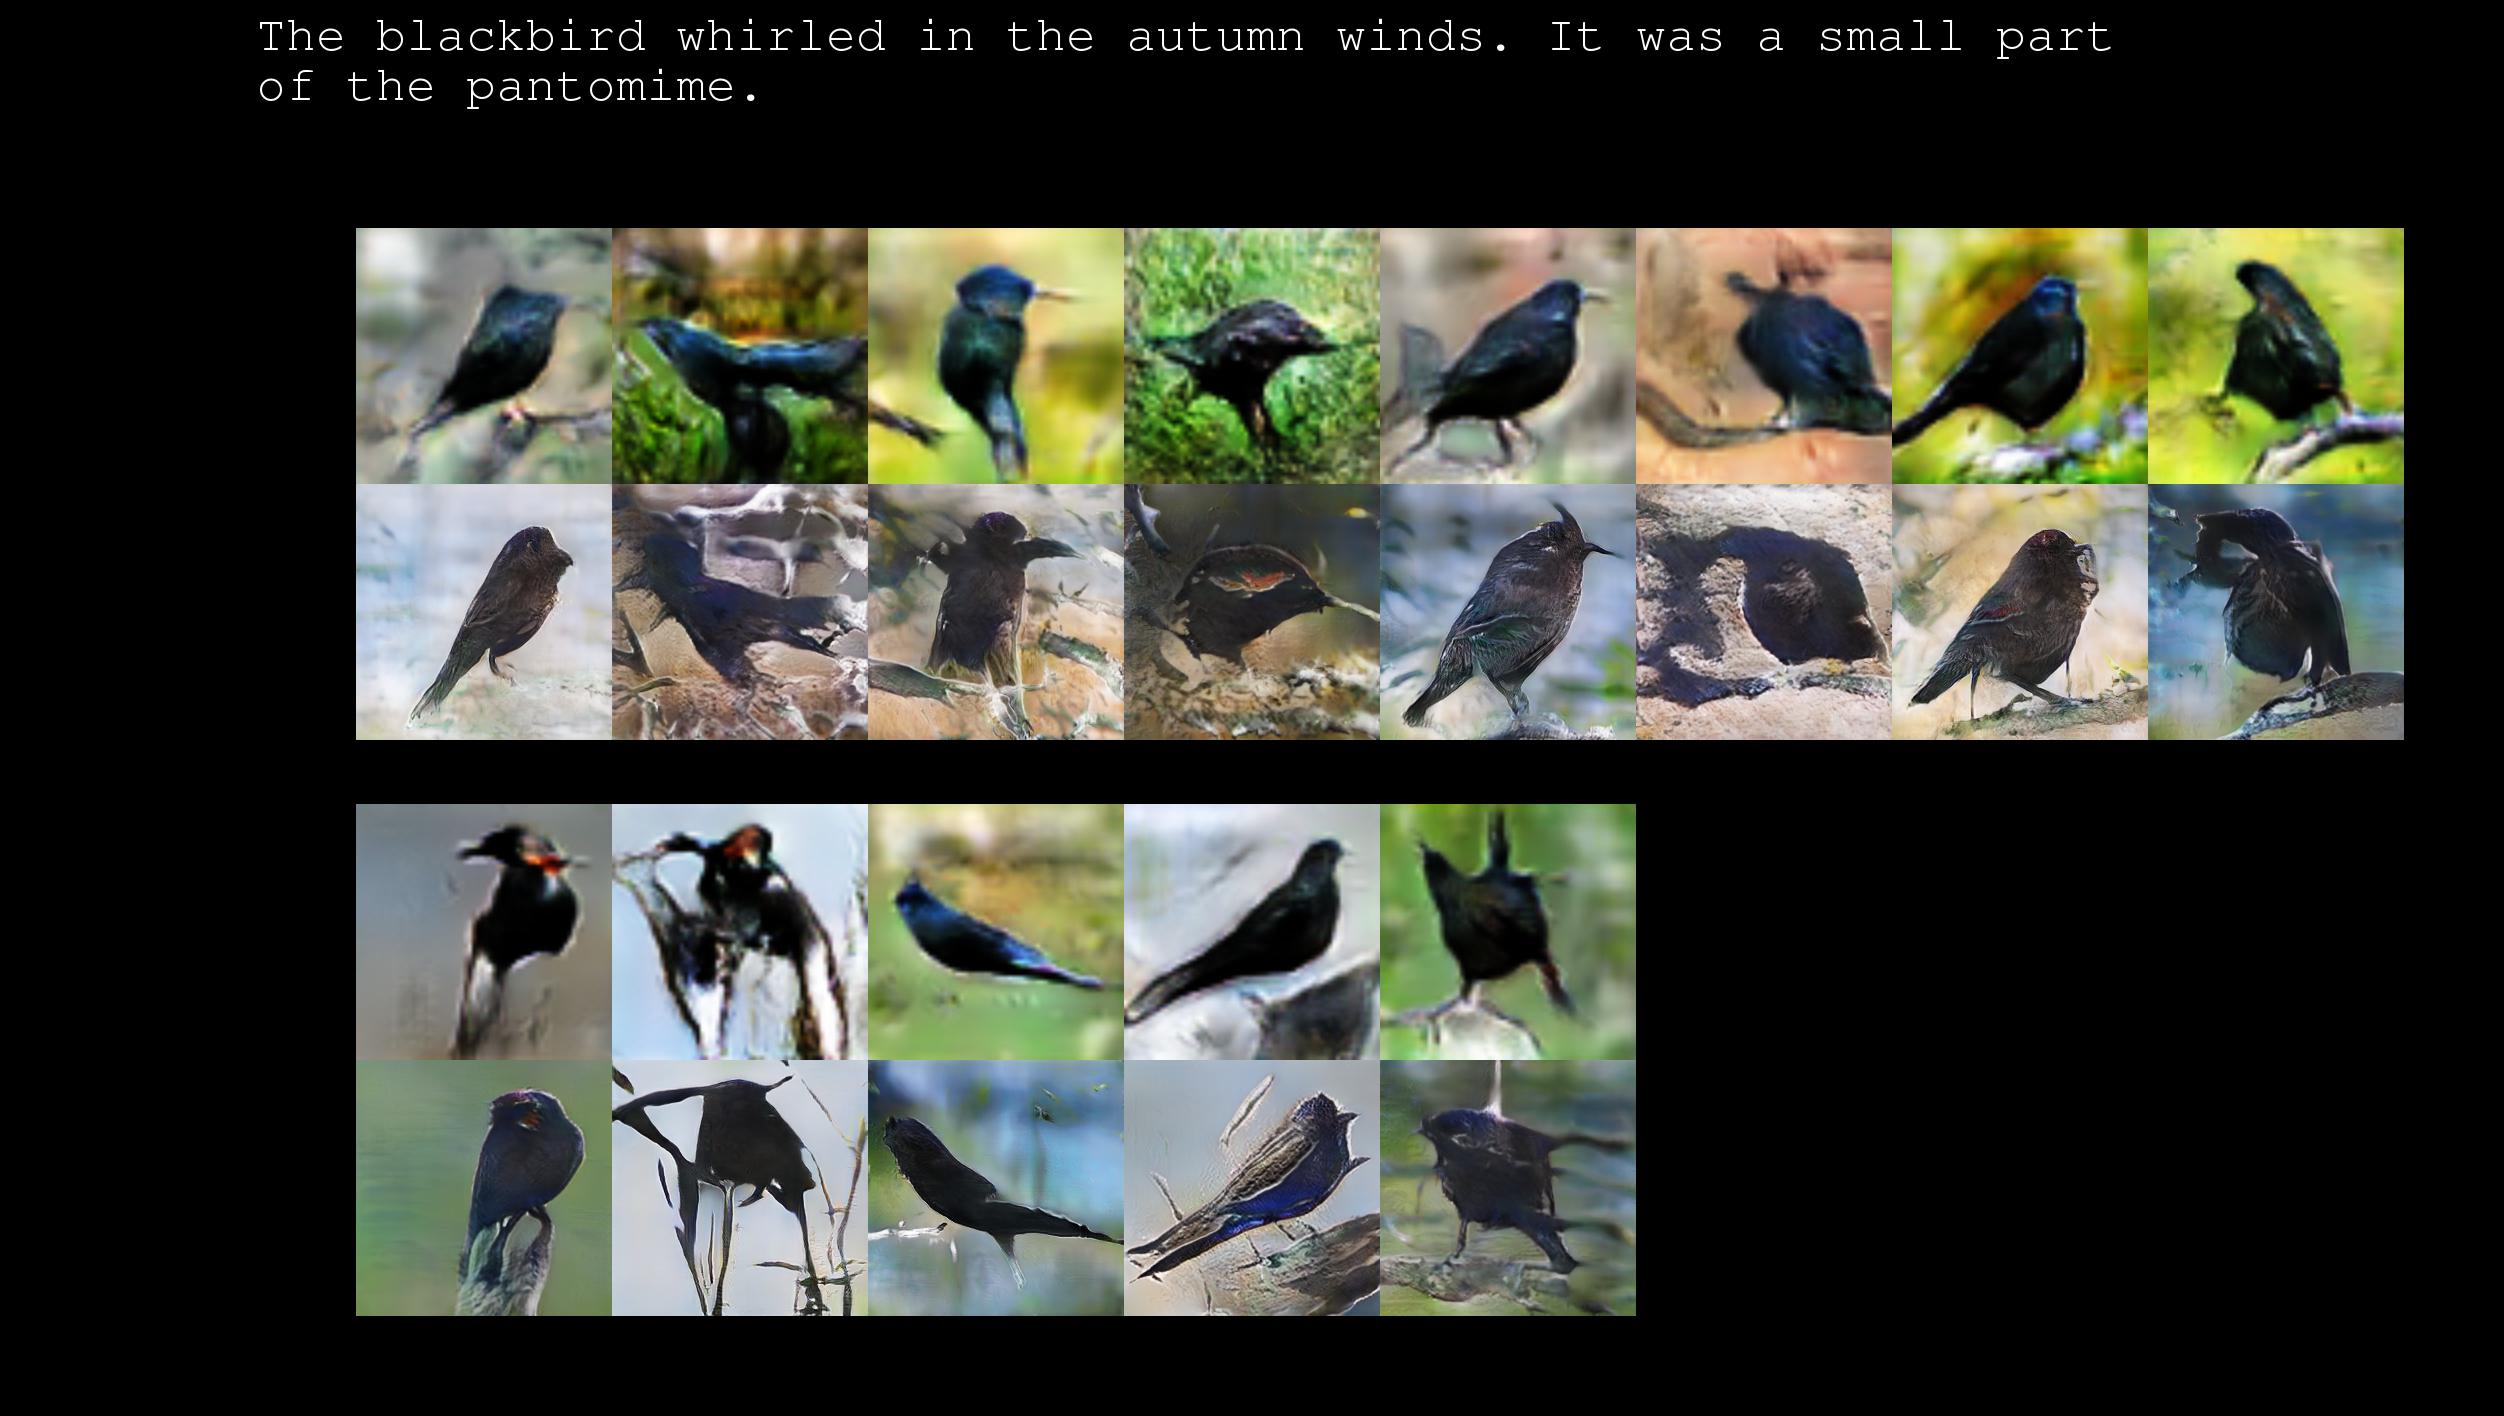 The blackbird whirled in the autumn winds. It was a small part
of the pantomime.